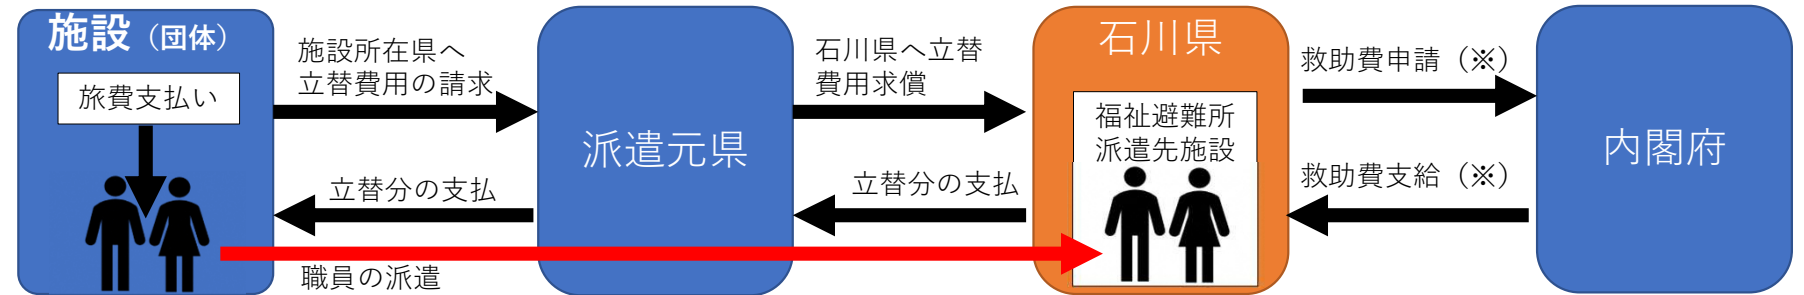 施設（団体）
旅費支払い
施設所在県へ
立替費用の請求
立替分の支払
職員の派遣
派遣元県
石川県へ立替
費用求償
立替分の支払
石川県
福祉避難所
派遣先施設
救助費申請（※）
救助費支給（※）
内閣府